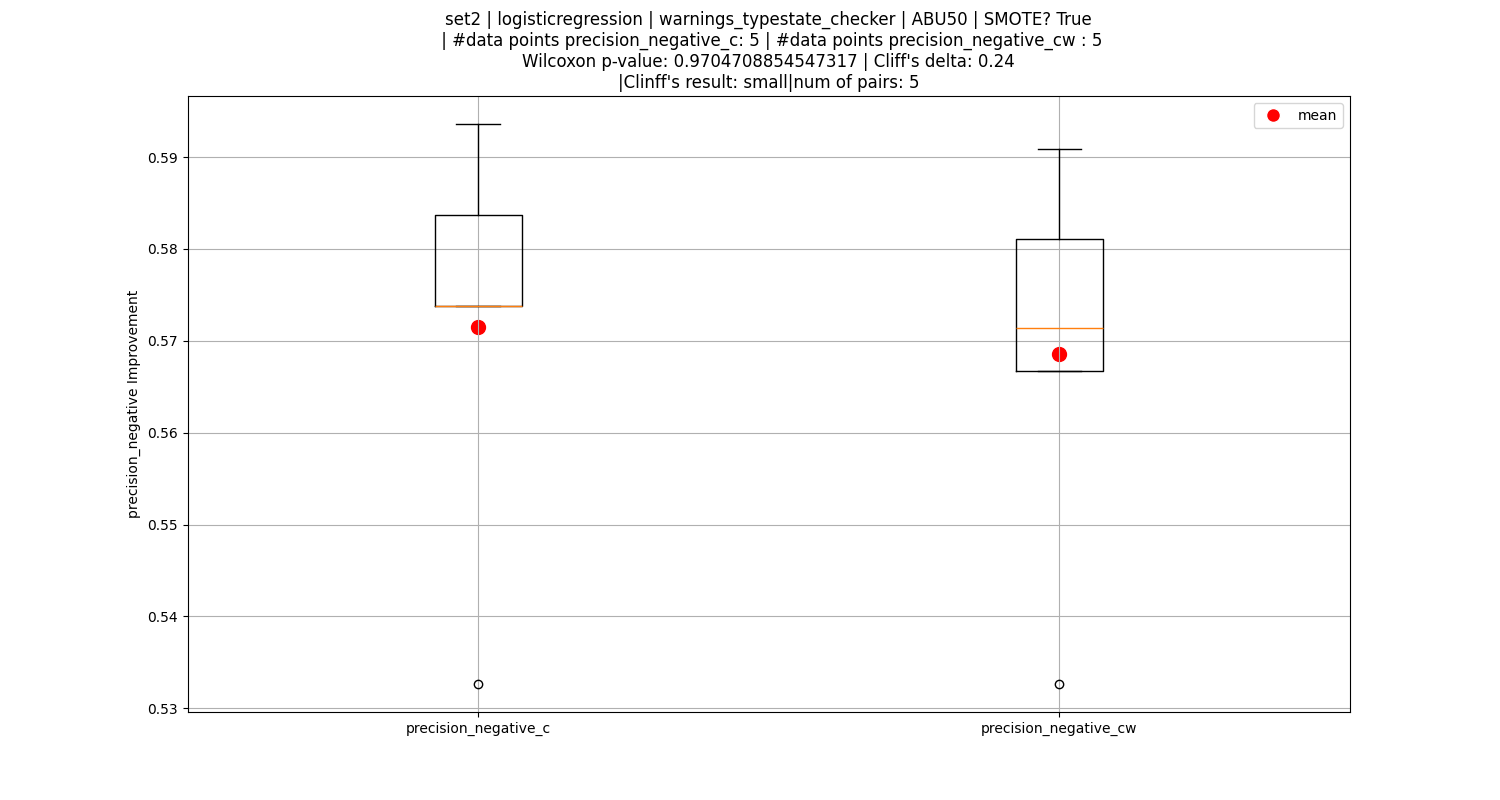 set2 | logisticregression | warnings_typestate_checker | ABU50 | SMOTE? True
| #data points precision_negative_c: 5 | #data points precision_negative_cw : 5
Wilcoxon p-value: 0.9704708854547317 | Cliff's delta: 0.24
|Clinff's result: small|num of pairs: 5
mean
precision_negative Improvement
0.59
0.58
0.57
0.56
0.55
0.54
0.53
precision_negative_c
precision_negative_cw